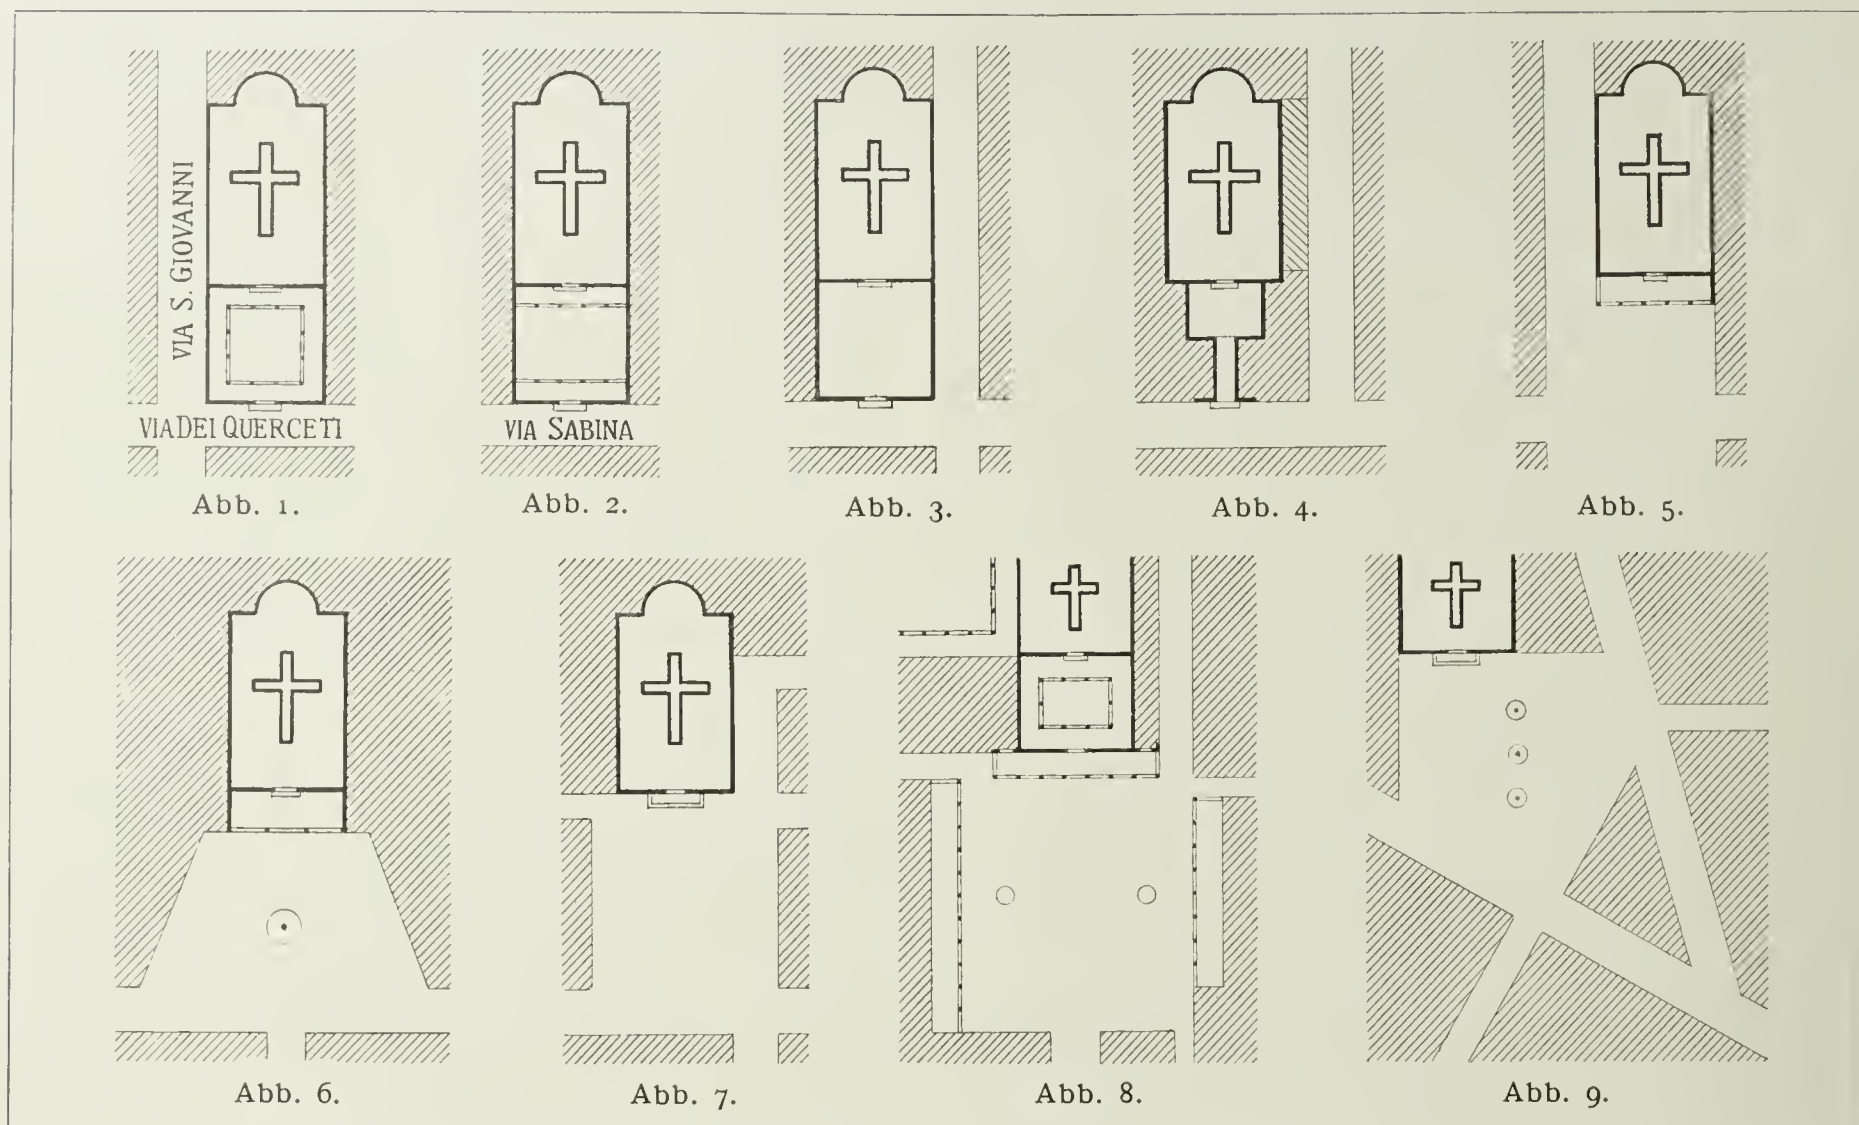 VIA S. GIOVANNI
VIA DEI QUERCETI
VIA SABINA
Abb. 1.
Abb. 2.
Abb. 3.
Abb. 4.
Abb. 5.
Abb. 6.
Abb. 7.
Abb. 8.
Abb. 9.